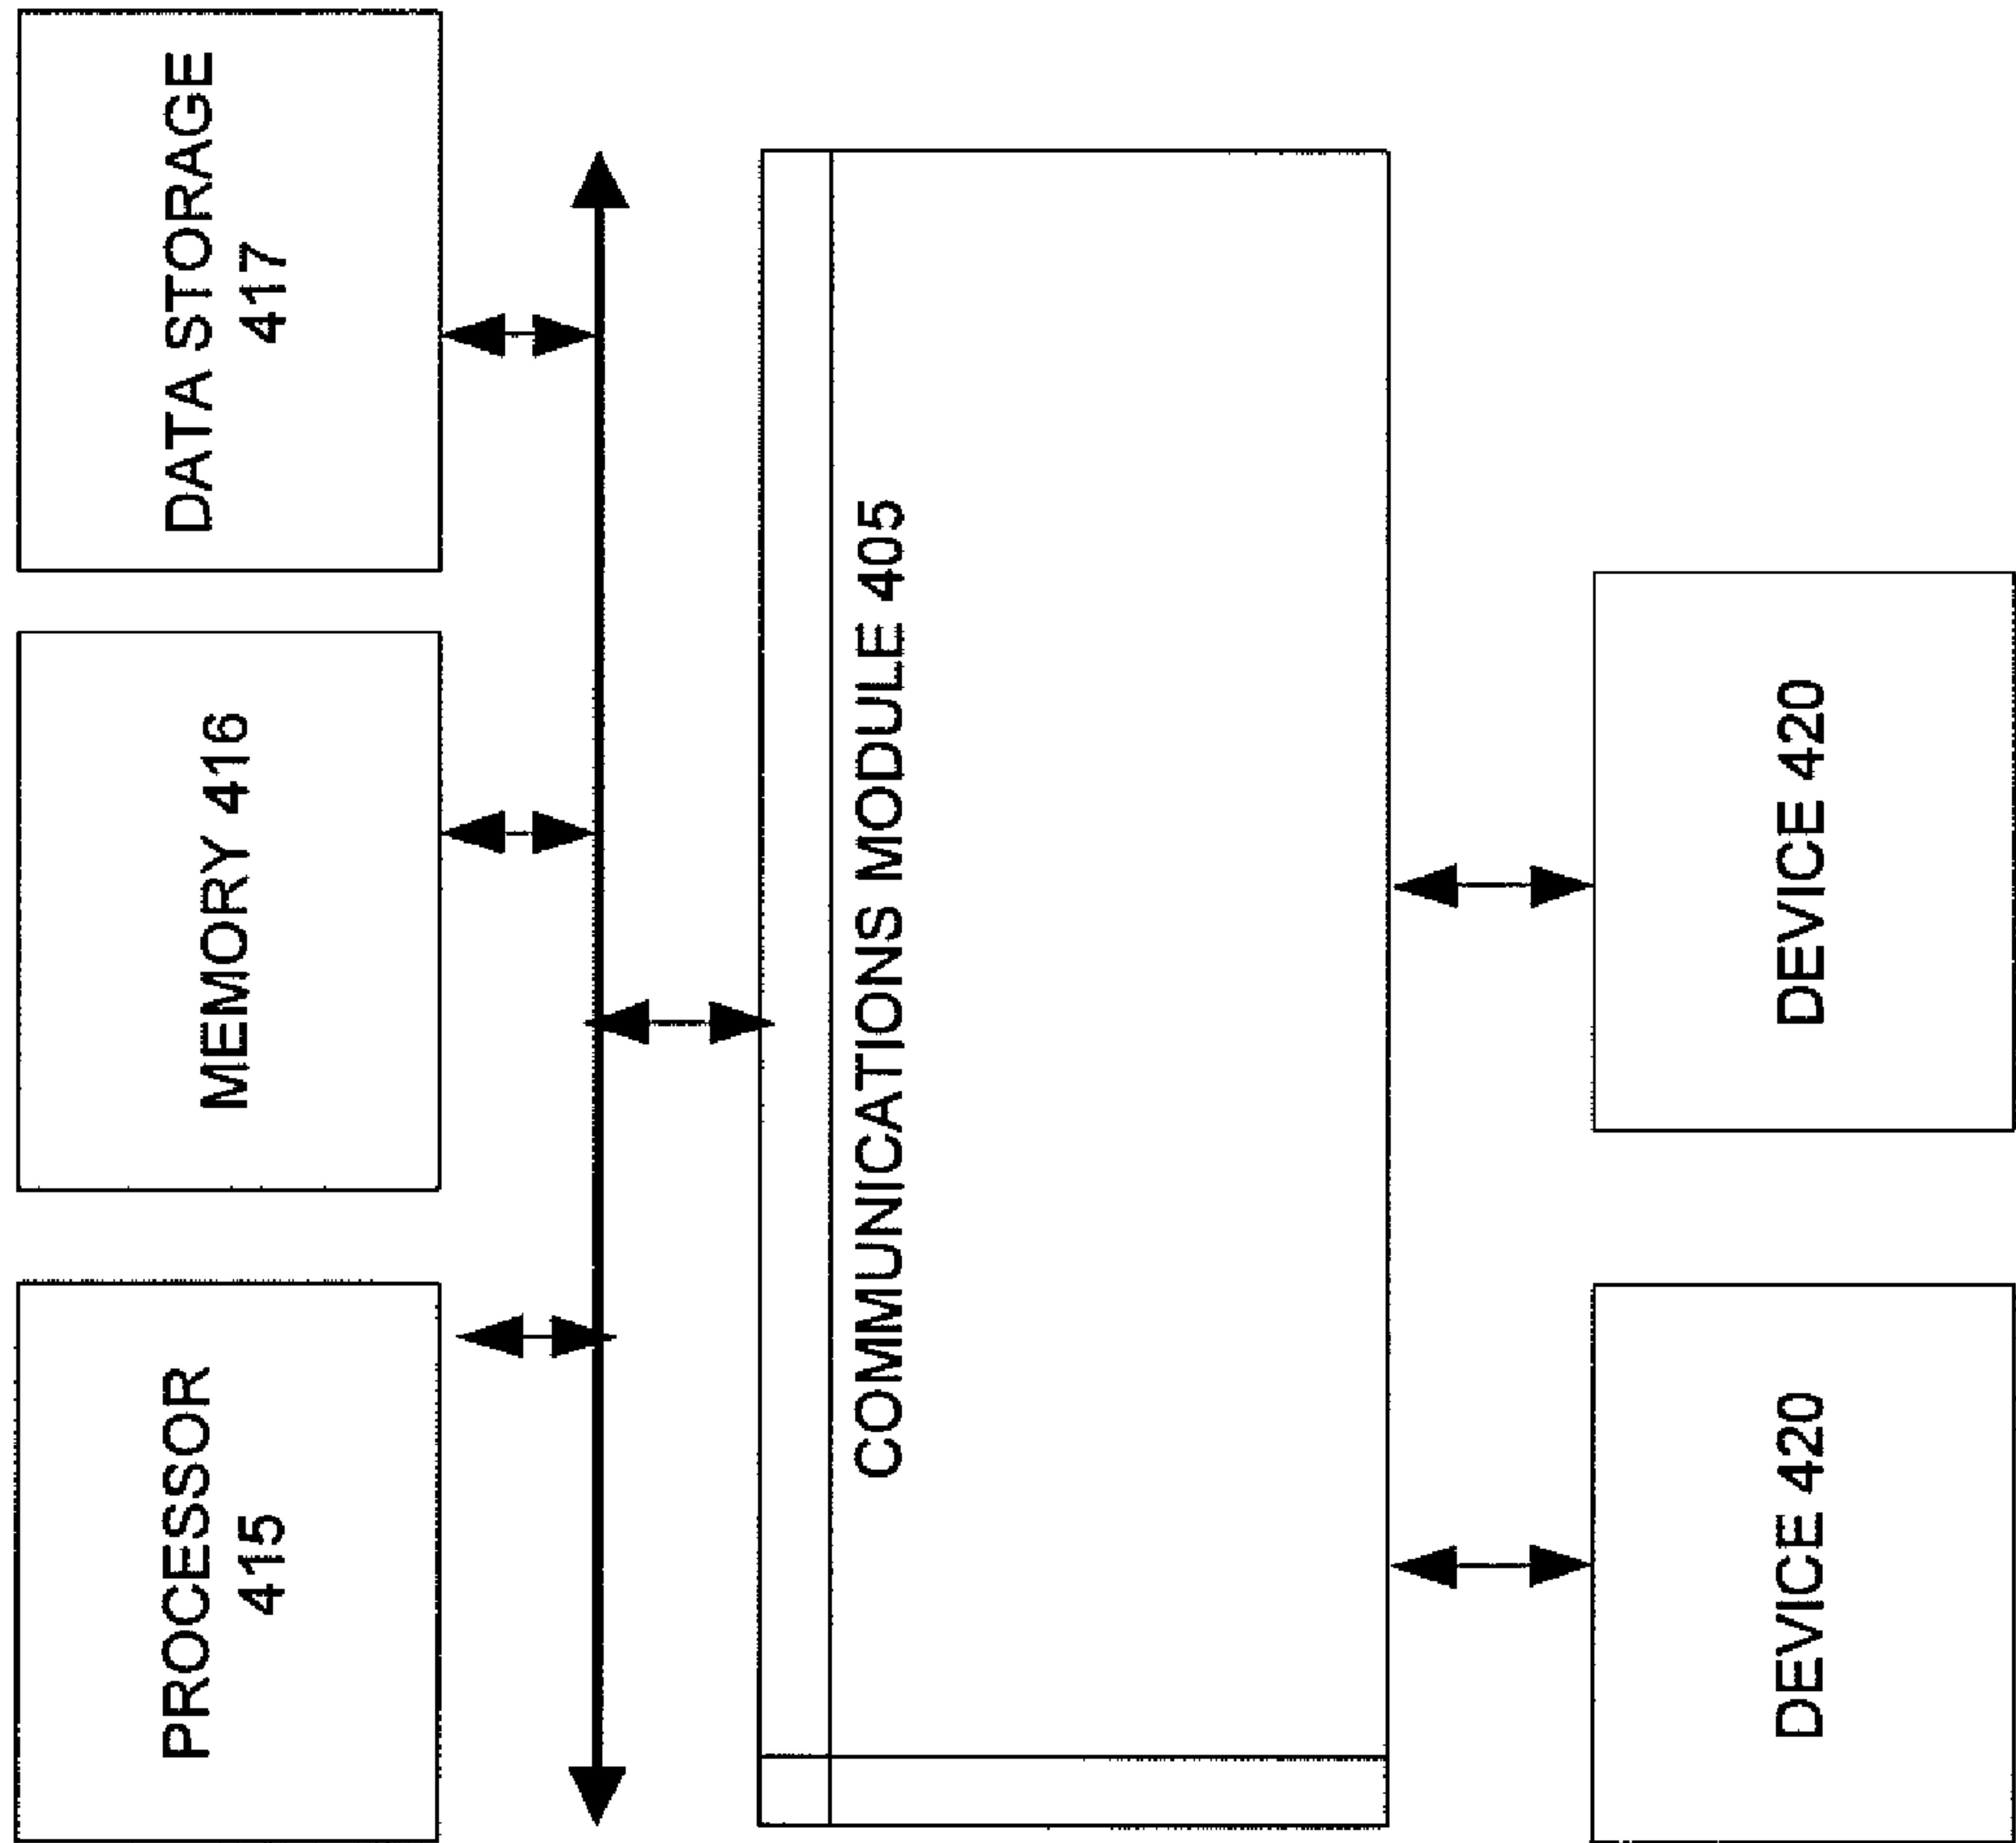 PROCESSOR
415
MEMORY 416
DATA STORAGE
417
COMMUNICATIONS MODULE 405
DEVICE 420
DEVICE 420